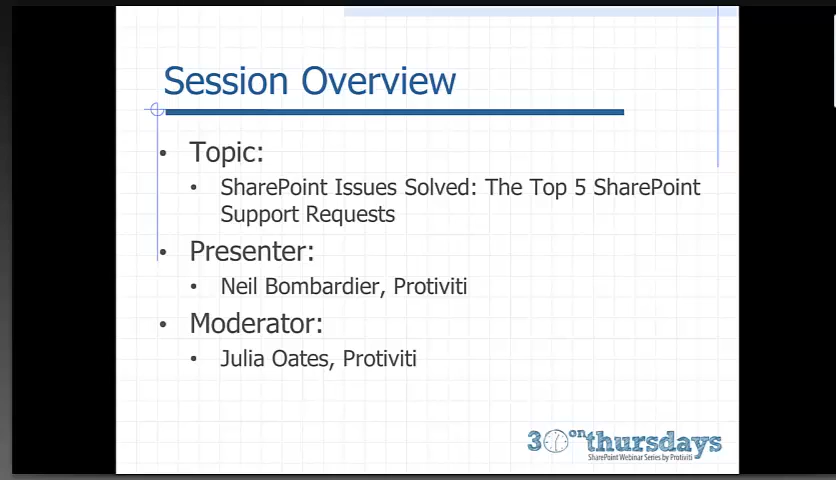 Session Overview
• Topic:
• SharePoint Issues Solved: The Top 5 SharePoint
Support Requests
• Presenter:
• Neil Bombardier, Protiviti
• Moderator:
• Julia Oates, Protiviti
30 on thursdays
SharePoint Webinar Series by Protiviti